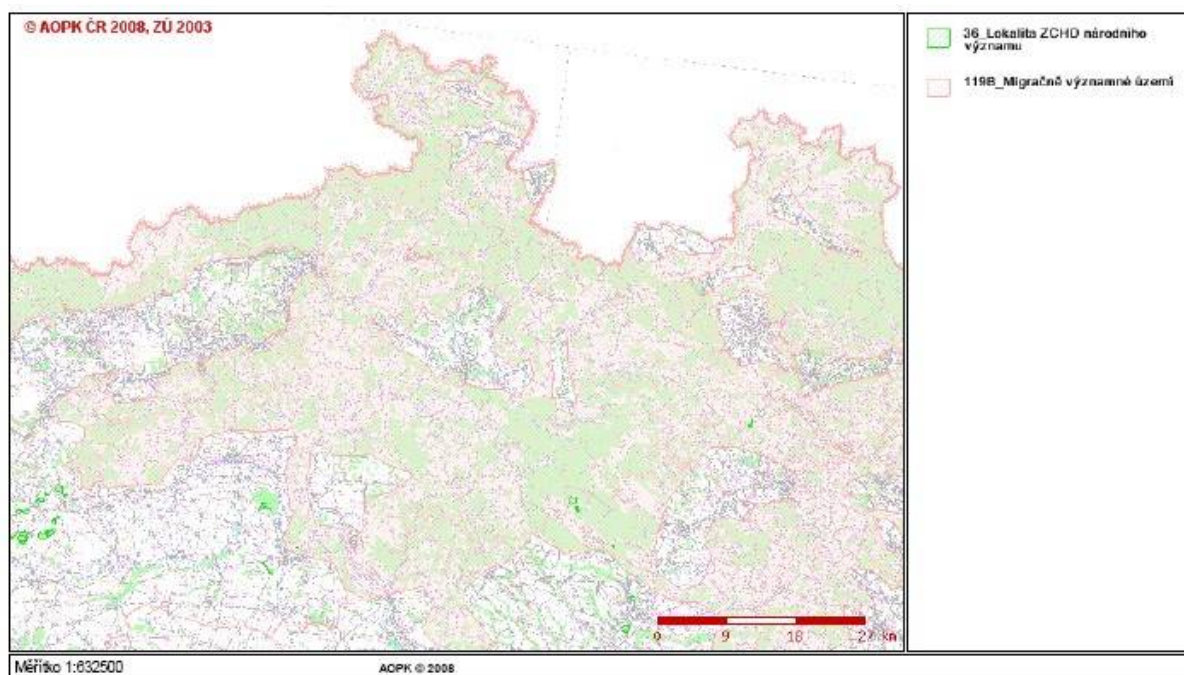 © AOPK ČR 2008, ZÚ 2003
36_Lokalita ZCHD národního
významu
119B_Migračně významné území
0 9 18 27 km
Měřítko 1:632500
AOPK © 2008